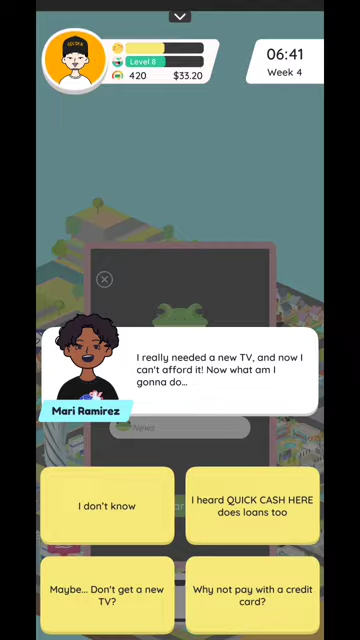 GOLDEN
06:41
Level 8
Week 4
420
$33.20
I really needed a new TV, and now I
can't afford it! Now what am I
gonna do...
Mari Ramirez
News
I don't know
I heard QUICK CASH HERE
does loans too
Maybe... Don't get a new
TV?
Why not pay with a credit
card?